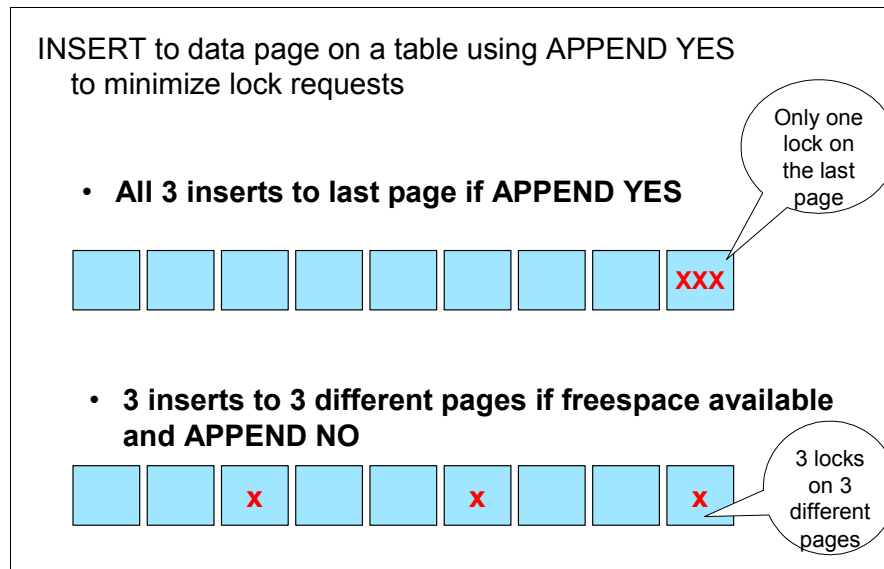 INSERT to data page on a table using APPEND YES
to minimize lock requests
Only one
lock on
the last
page
• All 3 inserts to last page if APPEND YES
XXX
• 3 inserts to 3 different pages if freespace available
and APPEND NO
x x x
3 locks
on 3
different
pages